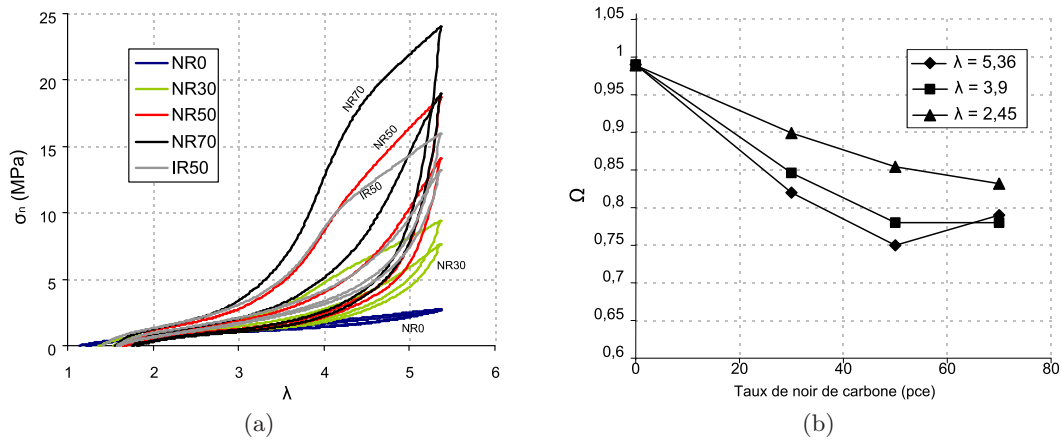 25
20
15
10
5
0
1
2
3
4
5
6
σn (MPa)
λ
NR0
NR30
NR50
NR70
IR50
NR70
NR50
IR50
NR30
NR0
(a)
1,05
1
0,95
0,9
0,85
0,8
0,75
0,7
0,65
0,6
0
20
40
60
80
Ω
Taux de noir de carbone (pce)
λ = 5,36
λ = 3,9
λ = 2,45
(b)